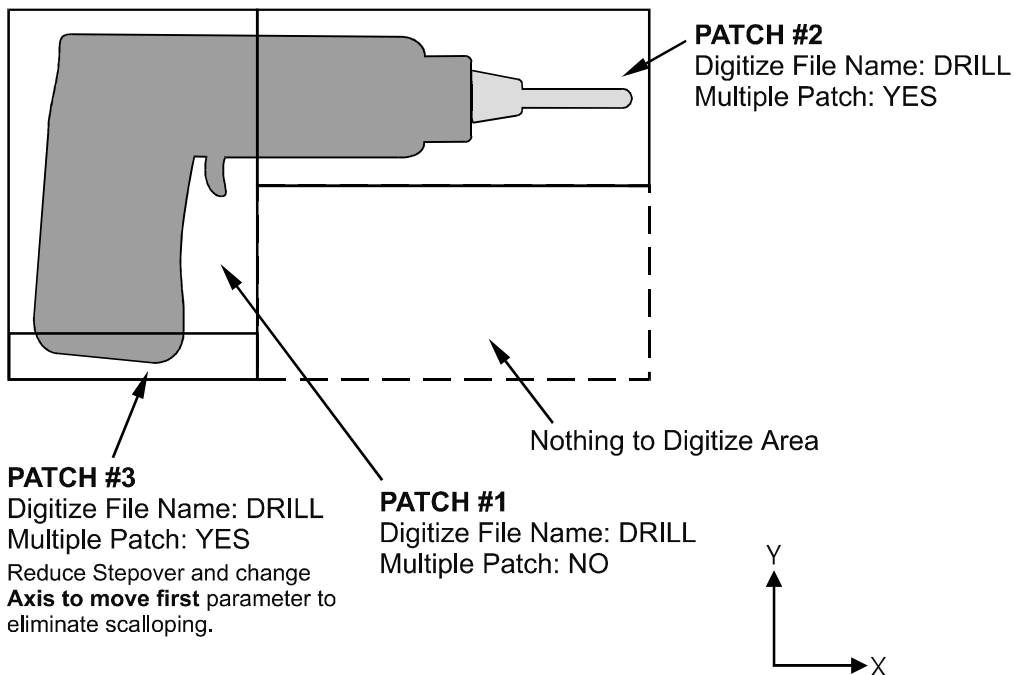 PATCH #2
Digitize File Name: DRILL
Multiple Patch: YES
Nothing to Digitize Area
PATCH #3
Digitize File Name: DRILL
Multiple Patch: YES
Reduce Stepover and change
Axis to move first parameter to
eliminate scalloping.
PATCH #1
Digitize File Name: DRILL
Multiple Patch: NO
Y
X